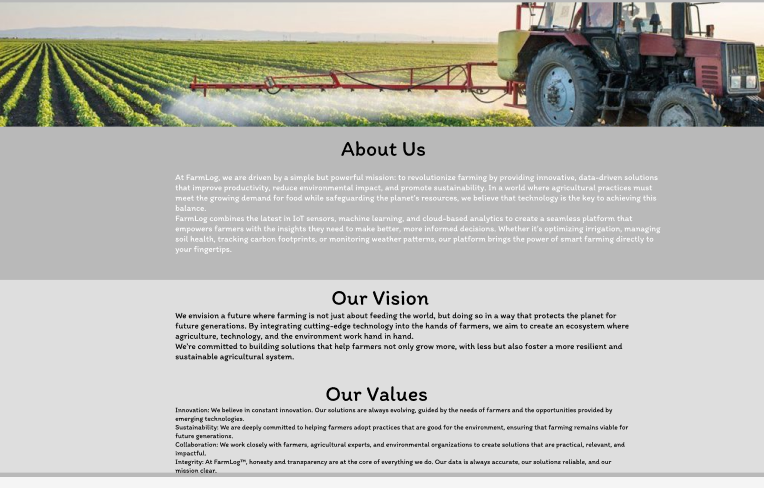 About Us
At FarmLog, we are driven by a simple but powerful mission: to revolutionize farming by providing innovative, data-driven solutions
that improve productivity, reduce environmental impact, and promote sustainability. In a world where agricultural practices must
meet the growing demand for food while safeguarding the planet's resources, we believe that technology is the key to achieving this
balance.
FarmLog combines the latest in IoT sensors, machine learning, and cloud-based analytics to create a seamless platform that
empowers farmers with the insights they need to make better, more informed decisions. Whether it's optimizing irrigation, managing
soil health, tracking carbon footprints, or monitoring weather patterns, our platform brings the power of smart farming directly to
your fingertips.
Our Vision
We envision a future where farming is not just about feeding the world, but doing so in a way that protects the planet for
future generations. By integrating cutting-edge technology into the hands of farmers, we aim to create an ecosystem where
agriculture, technology, and the environment work hand in hand.
We're committed to building solutions that help farmers not only grow more, with less but also foster a more resilient and
sustainable agricultural system.
Our Values
Innovation: We believe in constant innovation. Our solutions are always evolving, guided by the needs of farmers and the opportunities provided by
emerging technologies.
Sustainability: We are deeply committed to helping farmers adopt practices that are good for the environment, ensuring that farming remains viable for
future generations.
Collaboration: We work closely with farmers, agricultural experts, and environmental organizations to create solutions that are practical, relevant, and
impactful.
Integrity: At FarmLog™, honesty and transparency are at the core of everything we do. Our data is always accurate, our solutions reliable, and our
mission clear.